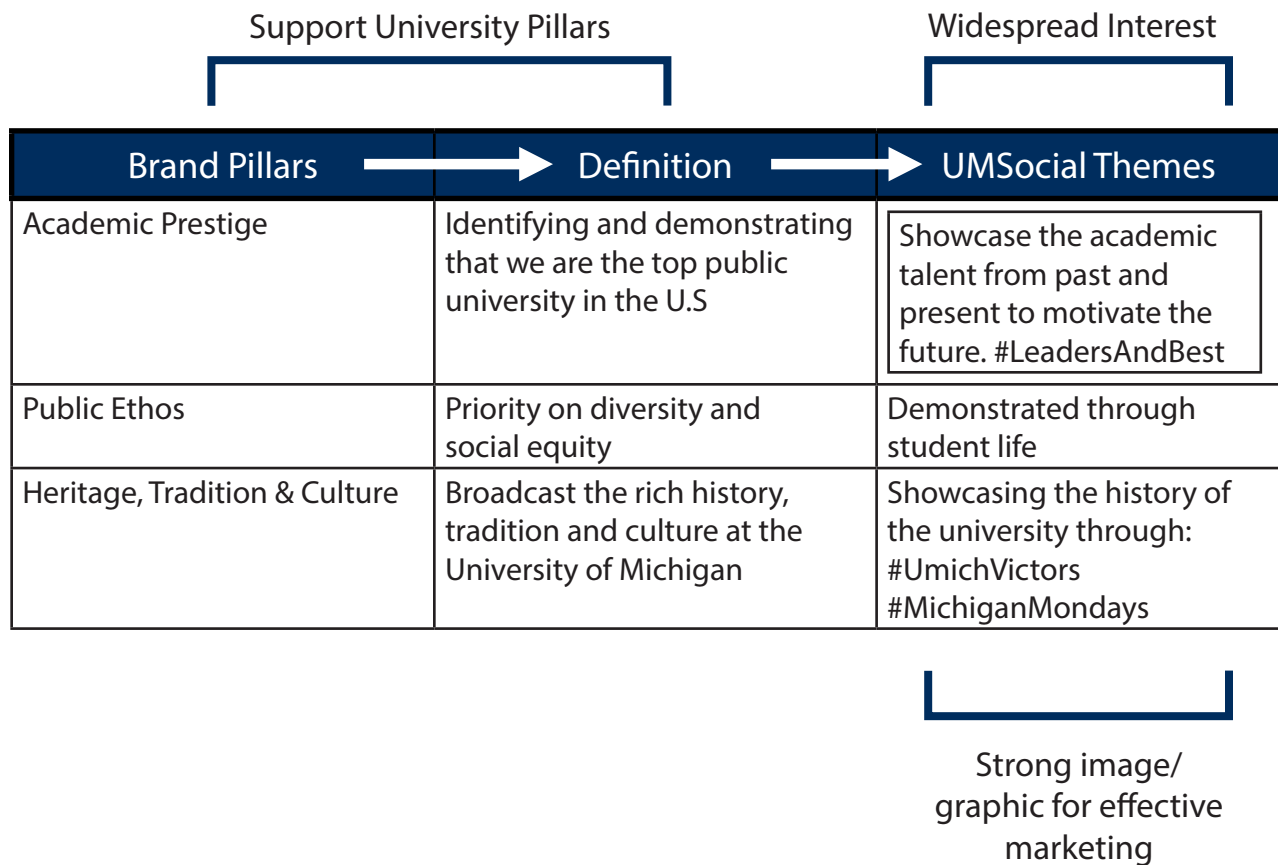 Support University Pillars
Widespread Interest
Brand Pillars
Definition
UMSocial Themes
Academic Prestige
Identifying and demonstrating
that we are the top public
university in the U.S
Showcase the academic
talent from past and
present to motivate the
future. #LeadersAndBest
Public Ethos
Priority on diversity and
social equity
Demonstrated through
student life
Heritage, Tradition & Culture
Broadcast the rich history,
tradition and culture at the
University of Michigan
Showcasing the history of
the university through:
#UmichVictors
#MichiganMondays
Strong image/
graphic for effective
marketing